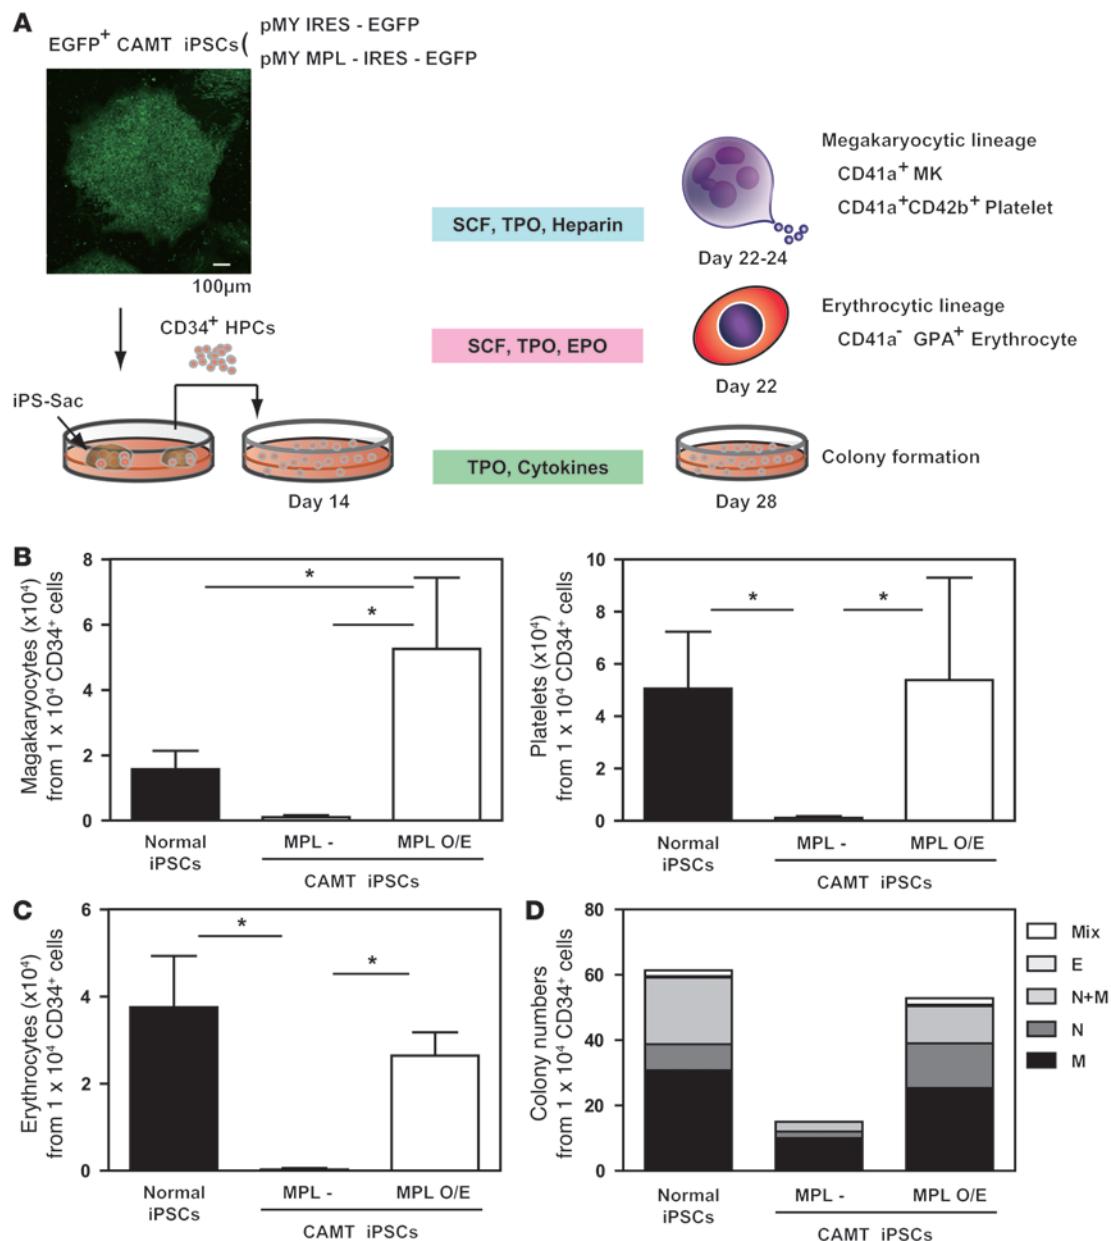 A
EGFP+ CAMT iPSCs (
pMY IRES - EGFP
pMY MPL - IRES - EGFP
100µm
CD34+ HPCs
iPS-Sac
Day 14
SCF, TPO, Heparin
SCF, TPO, EPO
TPO, Cytokines
Megakaryocytic lineage
CD41a+ MK
CD41a+CD42b+ Platelet
Day 22-24
Erythrocytic lineage
CD41a- GPA+ Erythrocyte
Day 22
Colony formation
Day 28
B
Magakaryocytes (x10⁴)
from 1 x 10⁴ CD34⁺ cells
8
6
4
2
0
*
*
Normal
iPSCs
MPL -
MPL O/E
CAMT iPSCs
Platelets (x10⁴)
from 1 x 10⁴ CD34⁺ cells
10
8
6
4
2
0
*
*
Normal
iPSCs
MPL -
MPL O/E
CAMT iPSCs
C
Erythrocytes (x10⁴)
from 1 x 10⁴ CD34⁺ cells
6
4
2
0
*
*
Normal
iPSCs
MPL -
MPL O/E
CAMT iPSCs
D
Colony numbers
from 1 x 10⁴ CD34⁺ cells
80
60
40
20
0
Normal
iPSCs
MPL -
MPL O/E
CAMT iPSCs
Mix
E
N+M
N
M